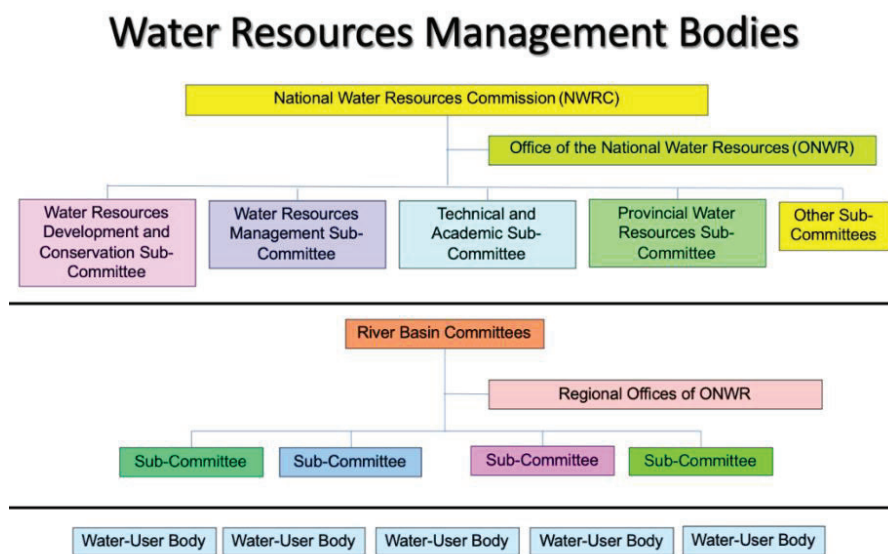 Water Resources Management Bodies
National Water Resources Commission (NWRC)
Office of the National Water Resources (ONWR)
Water Resources
Development and
Conservation Sub-
Committee
Water Resources
Management Sub-
Committee
Technical and
Academic Sub-
Committee
Provincial Water
Resources Sub-
Committee
Other Sub-
Committees
River Basin Committees
Regional Offices of ONWR
Sub-Committee
Sub-Committee
Sub-Committee
Sub-Committee
Water-User Body
Water-User Body
Water-User Body
Water-User Body
Water-User Body